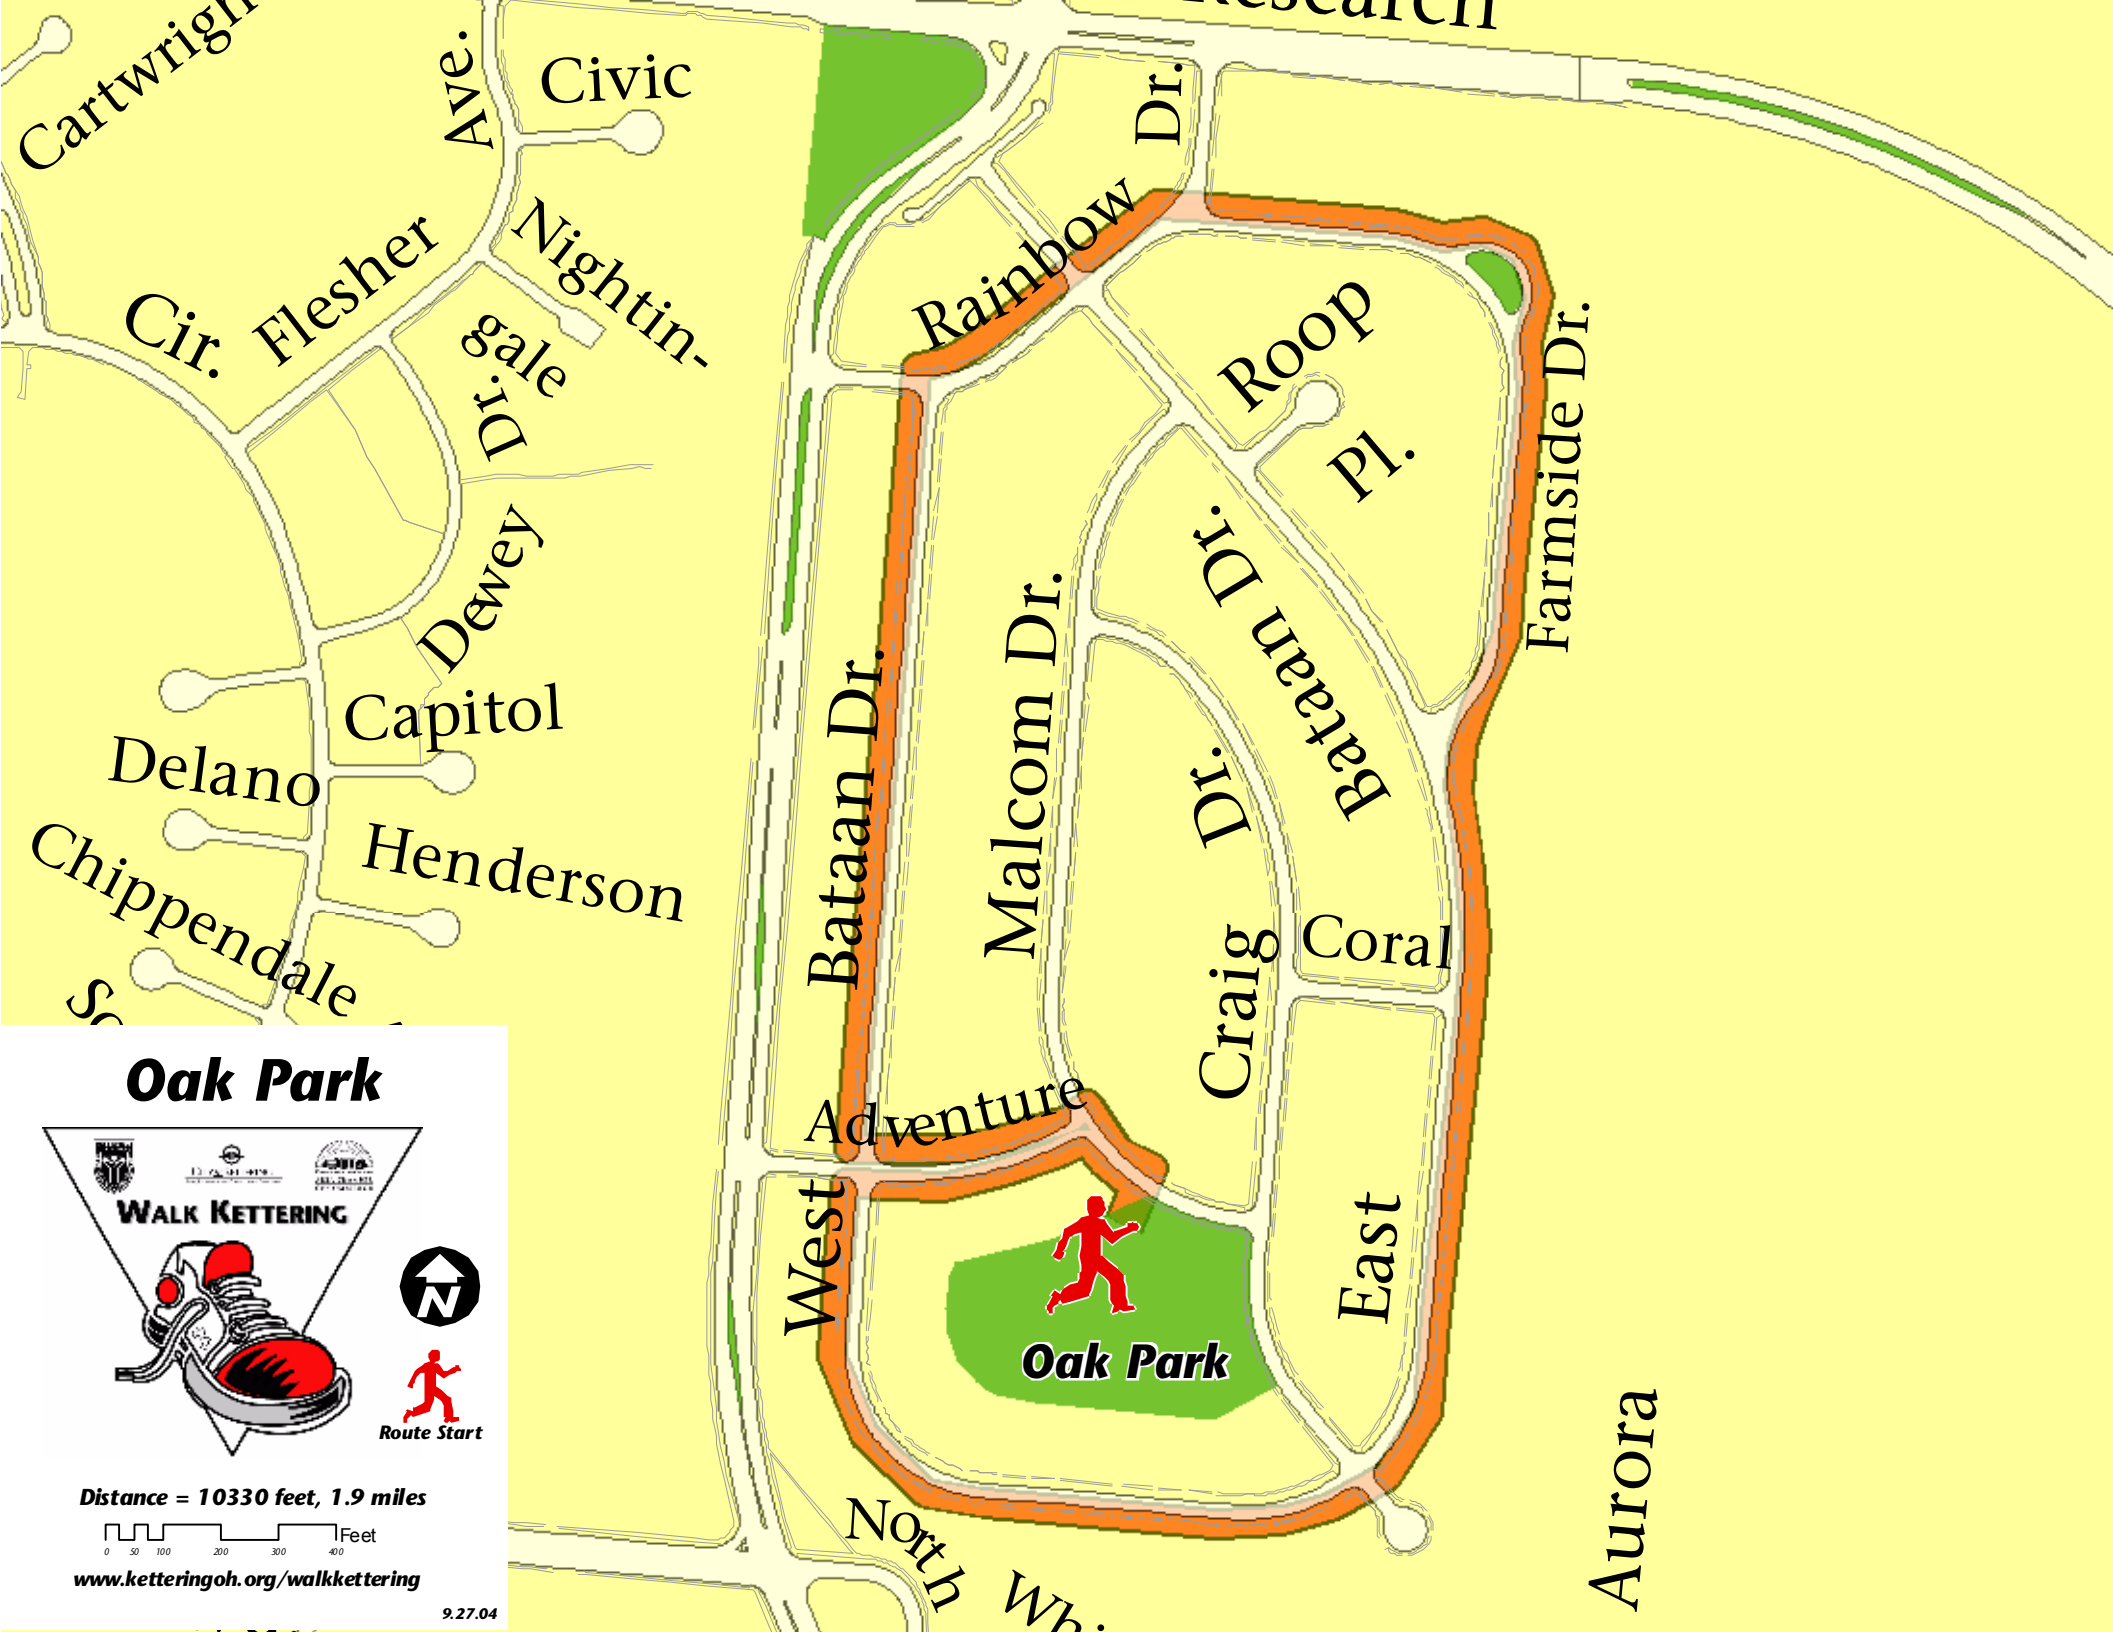 Research
Cartwright
Ave.
Civic
Dr.
Nightin-
gale
Dr.
Flesher
Cir.
Rainbow
Roop
Pl.
Farmside Dr.
Dewey
Bataan Dr.
Malcom Dr.
Bataan Dr.
Capitol
Delano
Henderson
Chippendale
Dr.
Craig
Coral
Adventure
West
East
Oak Park
North
Aurora
Oak Park
WALK KETTERING
N
Route Start
Distance = 10330 feet, 1.9 miles
0 50 100 200 300 400 Feet
www.ketteringoh.org/walkkettering
9.27.04